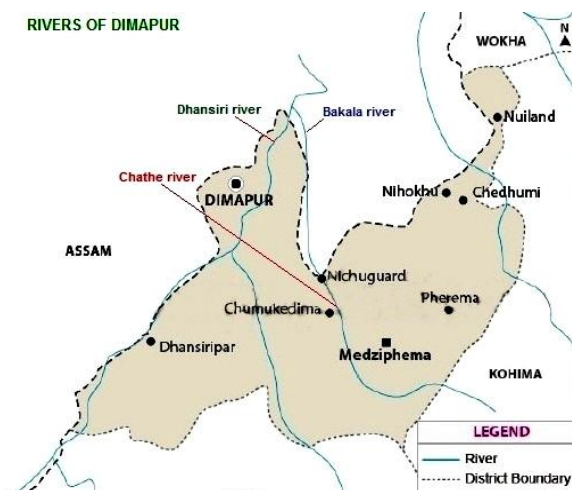 RIVERS OF DIMAPUR
N
WOKHA
Dhansiri river
Bakala river
Nuiland
Chathe river
DIMAPUR
Nihokhu
Chedhumi
ASSAM
Nichuguard
Chumukedima
Pherema
Dhansiripar
Medziphema
KOHIMA
LEGEND
River
District Boundary